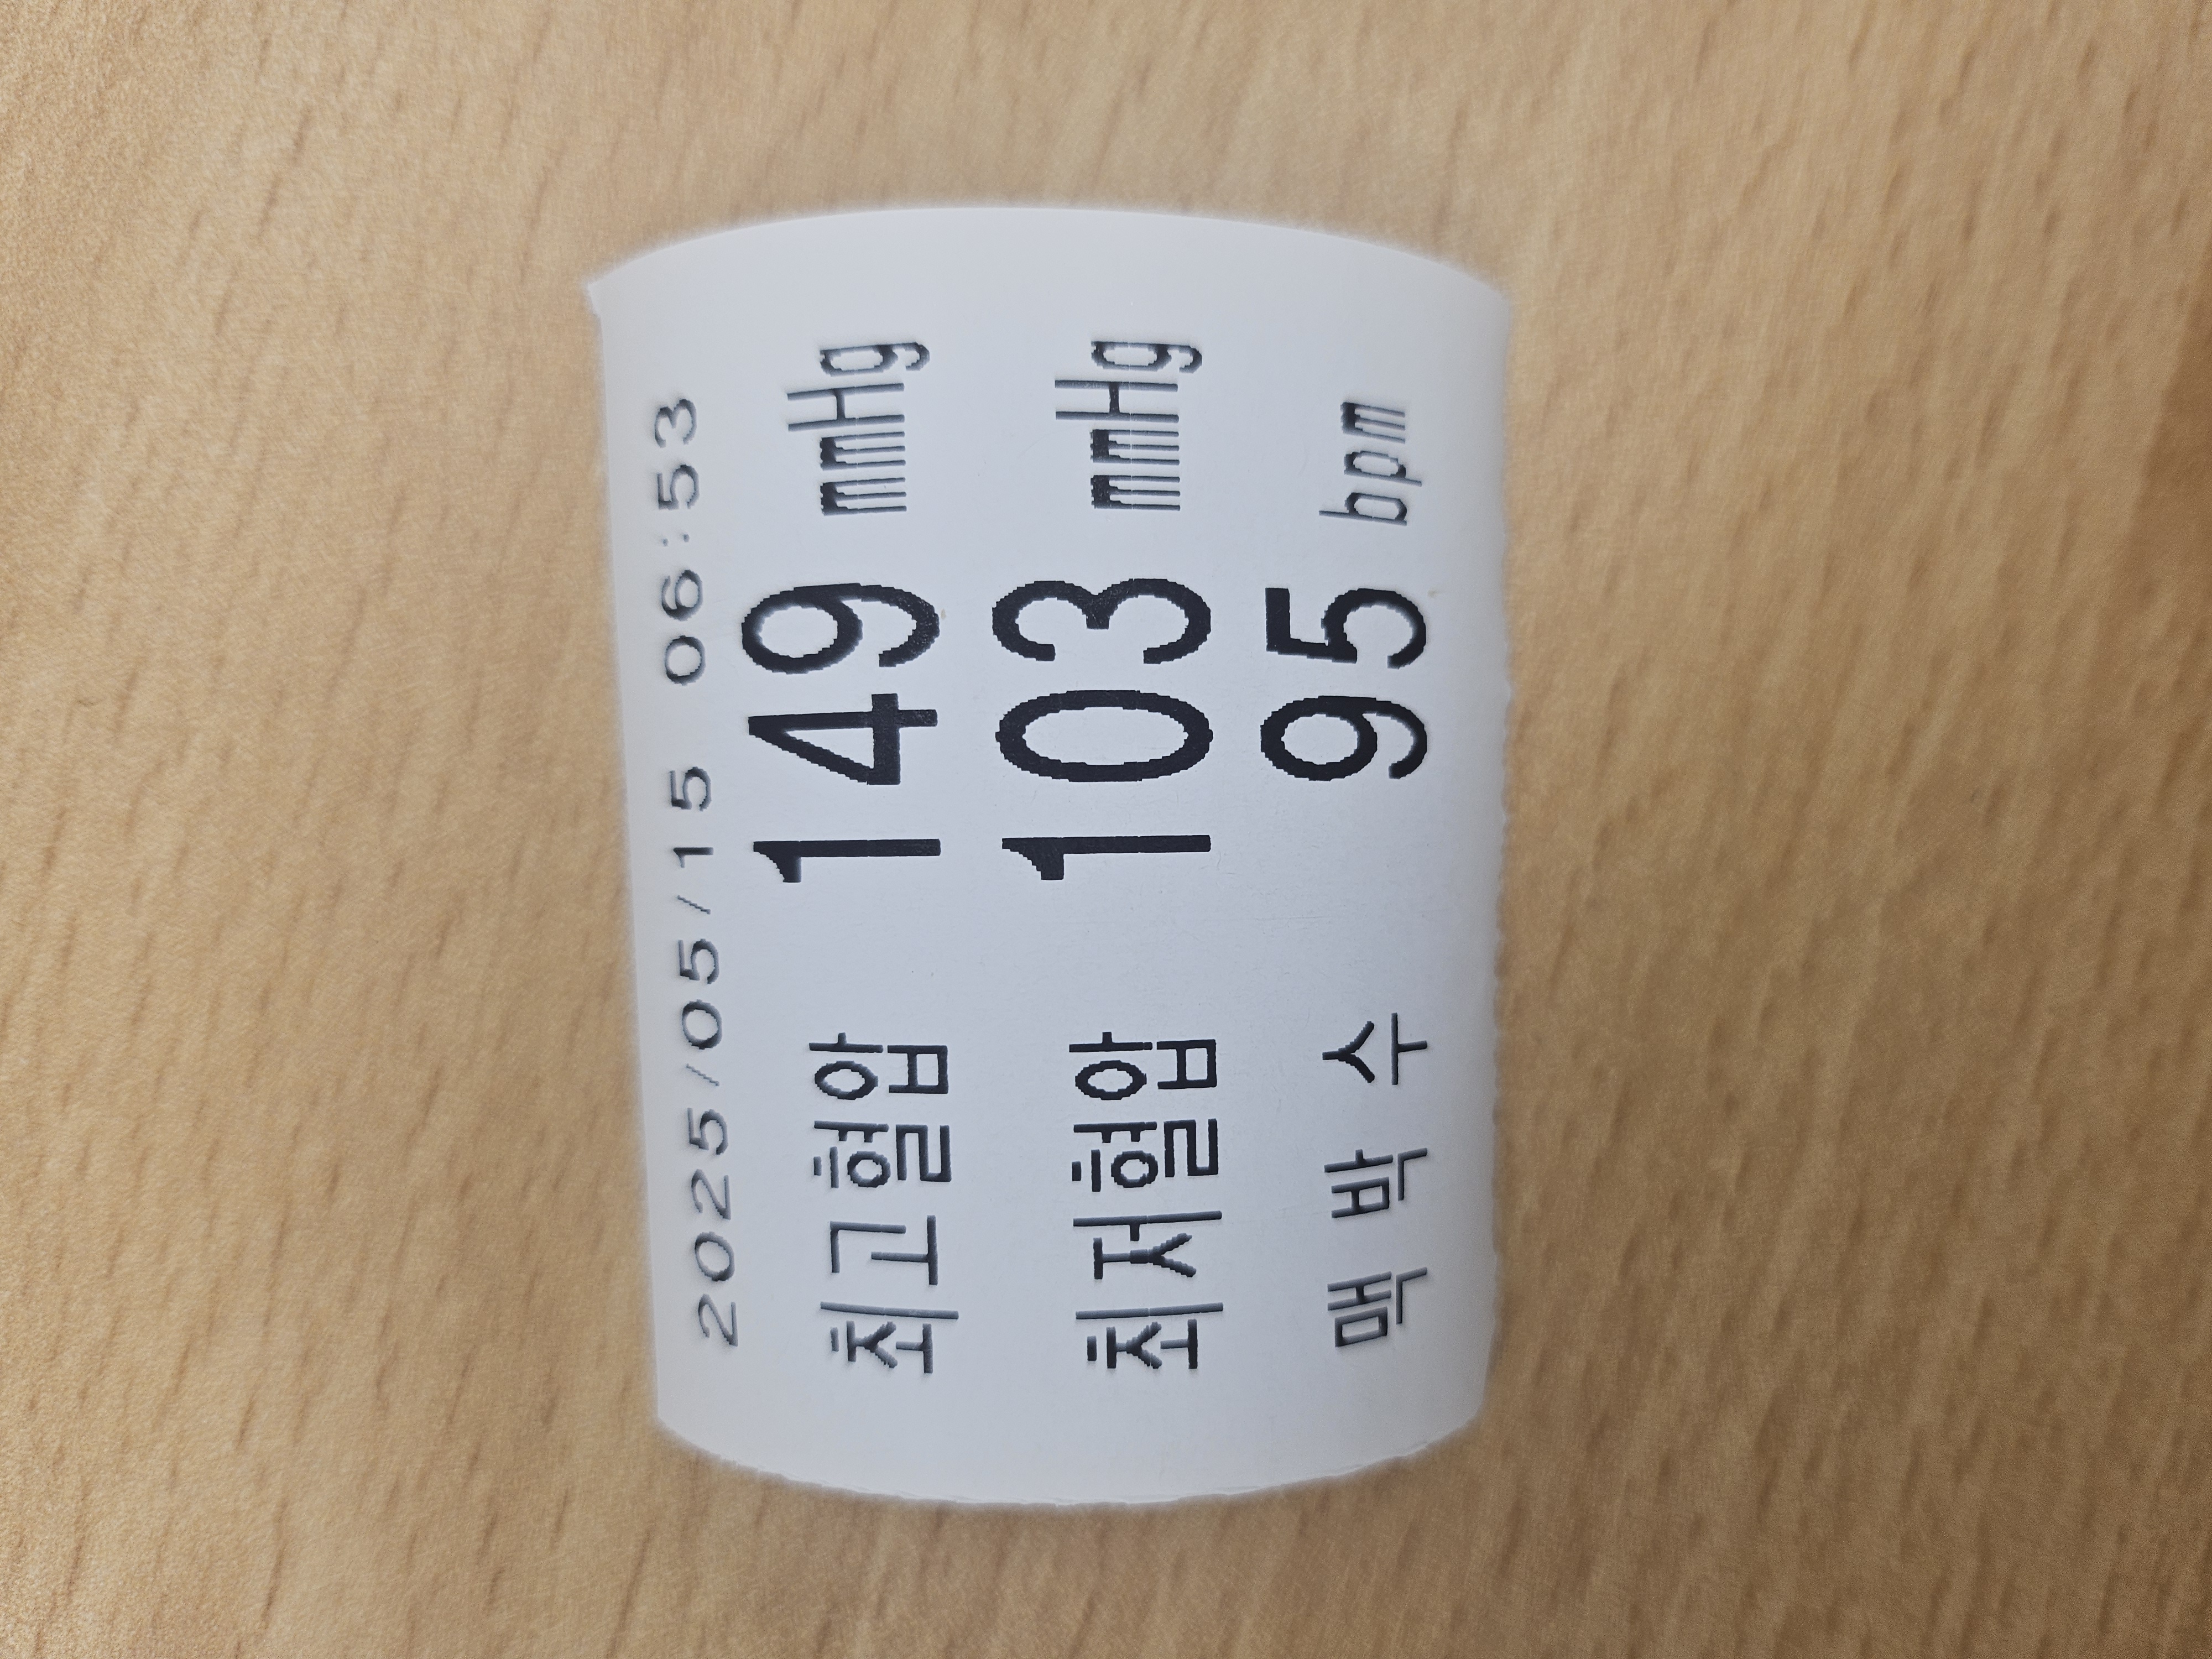 2025/05/15 06:53
최고혈압 149 mmHg
최저혈압 103 mmHg
맥 박 수 95 bpm